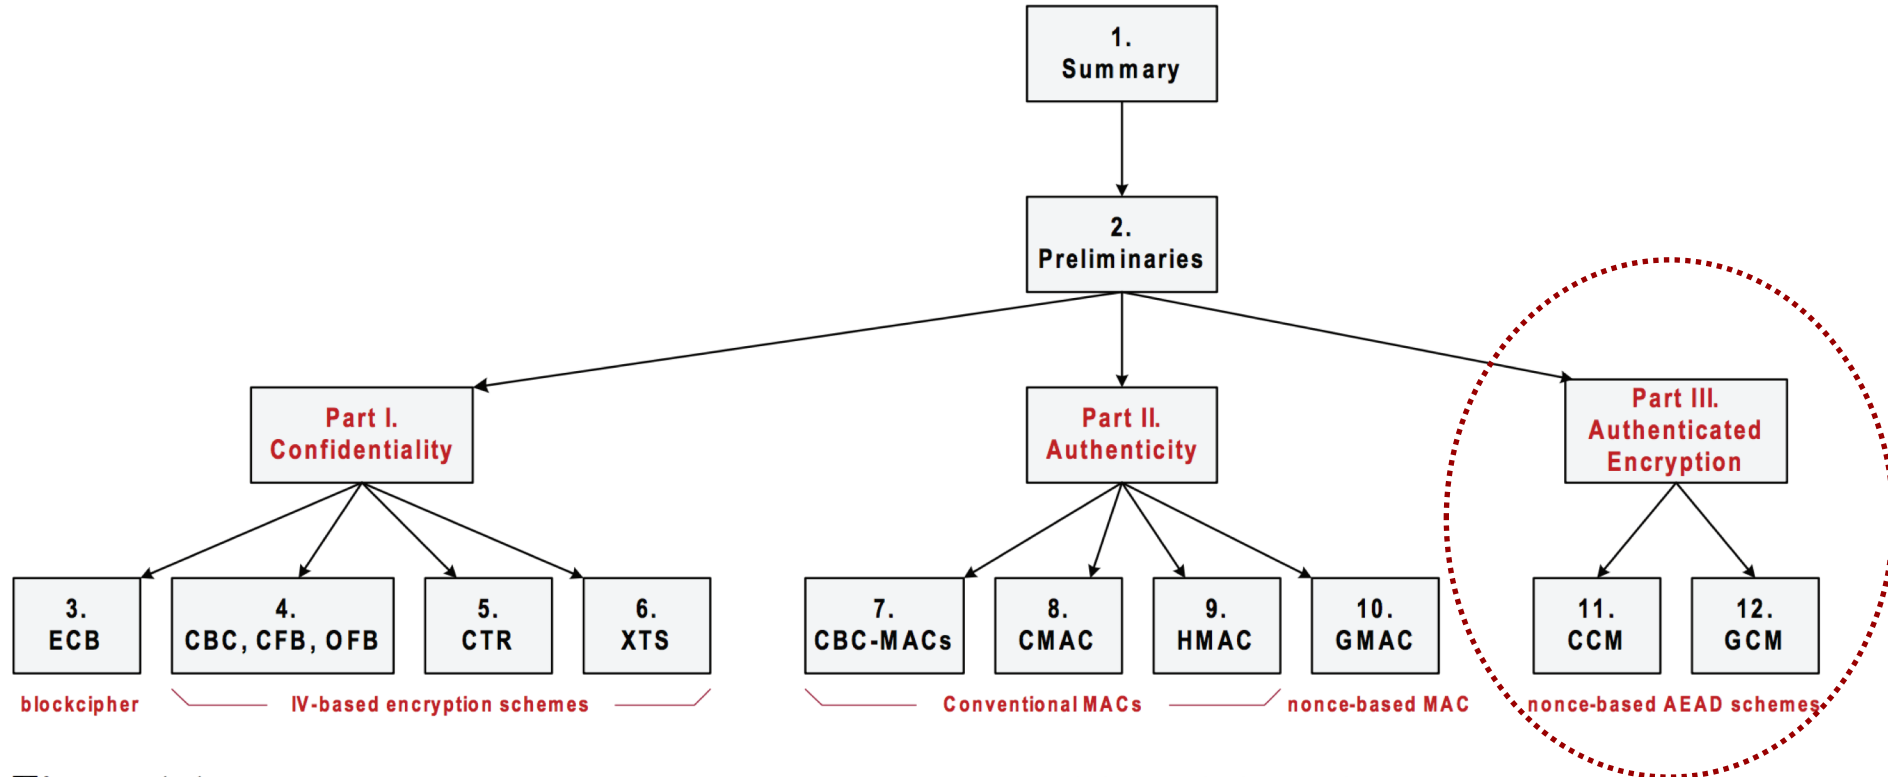 1.
Summary
2.
Preliminaries
Part I.
Confidentiality
Part II.
Authenticity
Part III.
Authenticated
Encryption
3.
ECB
4.
CBC, CFB, OFB
5.
CTR
6.
XTS
7.
CBC-MACs
8.
CMAC
9.
HMAC
10.
GMAC
11.
CCM
12.
GCM
blockcipher
IV-based encryption schemes
Conventional MACs
nonce-based MAC
nonce-based AEAD schemes